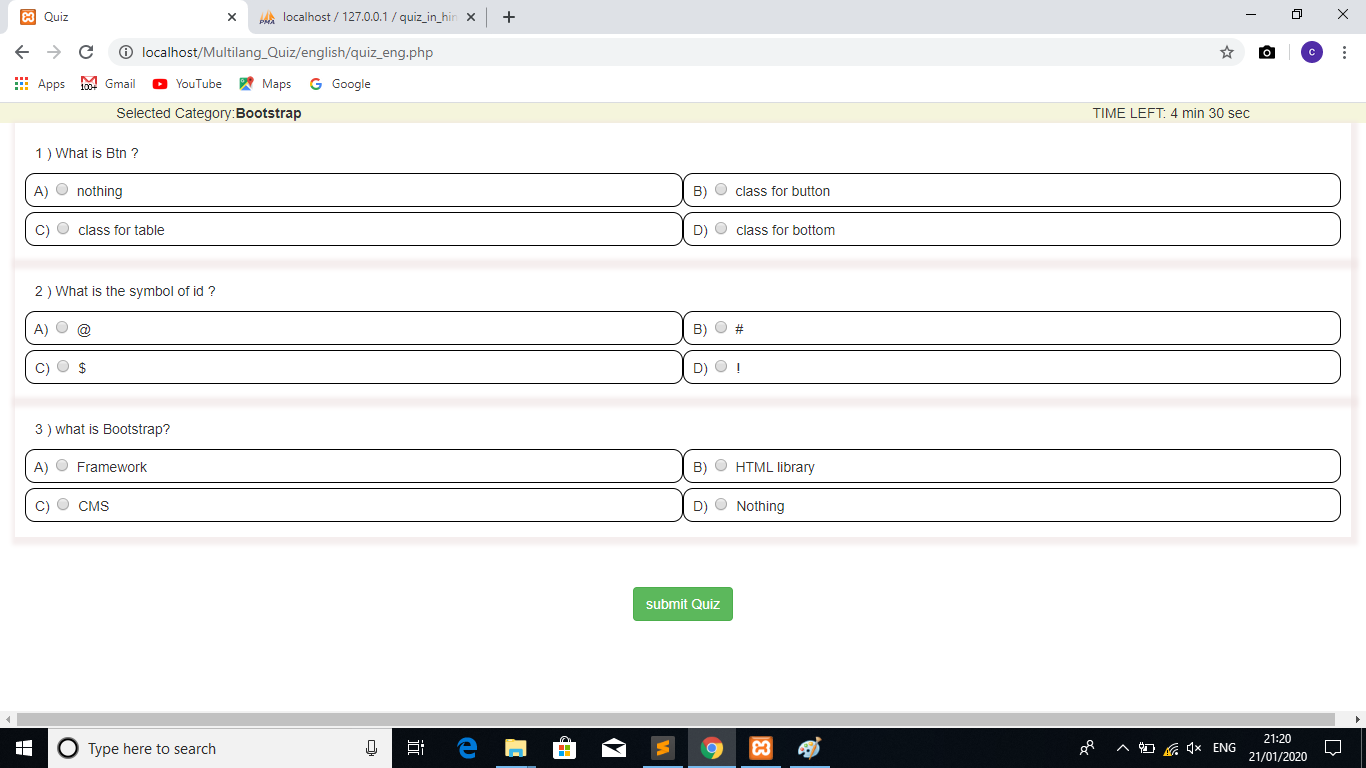 Quiz
localhost / 127.0.0.1 / quiz_in_hin
localhost/Multilang_Quiz/english/quiz_eng.php
c
Apps Gmail YouTube Maps Google
Selected Category:Bootstrap TIME LEFT: 4 min 30 sec
1 ) What is Btn ?
A) nothing B) class for button
C) class for table D) class for bottom
2 ) What is the symbol of id ?
A) @ B) #
C) $ D) !
3 ) what is Bootstrap?
A) Framework B) HTML library
C) CMS D) Nothing
submit Quiz
Type here to search
ENG
21:20
21/01/2020